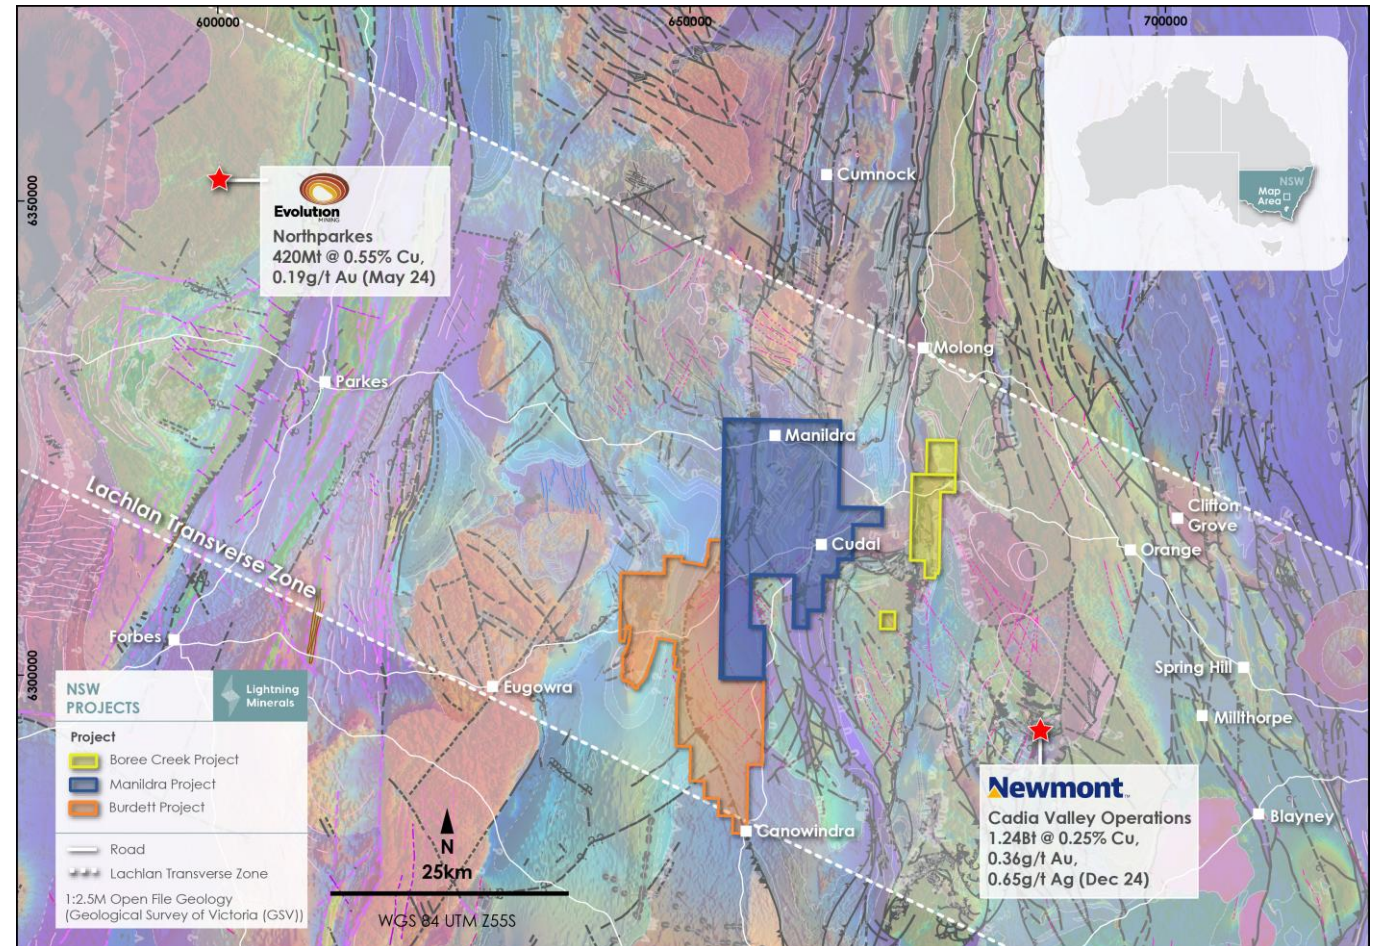 600000
650000
700000
6350000
6300000
NSW
Map
Area
Cumnock
Evolution
MINING
Northparkes
420Mt @ 0.55% Cu,
0.19g/t Au (May 24)
Molong
Parkes
Manildra
Lachlan Transverse Zone
Clifton
Grove
Cudal
Orange
Forbes
Spring Hill
Eugowra
Millthorpe
Canowindra
Blayney
Newmont™
Cadia Valley Operations
1.24Bt @ 0.25% Cu,
0.36g/t Au,
0.65g/t Ag (Dec 24)
NSW
PROJECTS
Lightning
Minerals
Project
Boree Creek Project
Manildra Project
Burdett Project
Road
Lachlan Transverse Zone
1:2.5M Open File Geology
(Geological Survey of Victoria (GSV))
N
25km
WGS 84 UTM Z55S